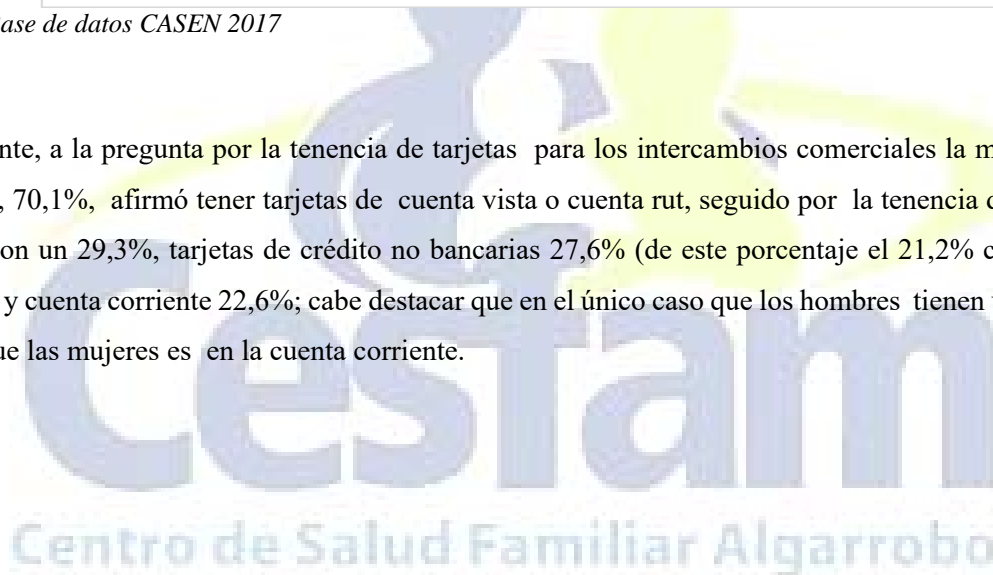 ase de datos CASEN 2017
nte, a la pregunta por la tenencia de tarjetas para los intercambios comerciales la m
, 70,1%, afirmó tener tarjetas de cuenta vista o cuenta rut, seguido por la tenencia d
on un 29,3%, tarjetas de crédito no bancarias 27,6% (de este porcentaje el 21,2% c
y cuenta corriente 22,6%; cabe destacar que en el único caso que los hombres tienen
ue las mujeres es en la cuenta corriente.
Cesfam
Centro de Salud Familiar Algarrobo